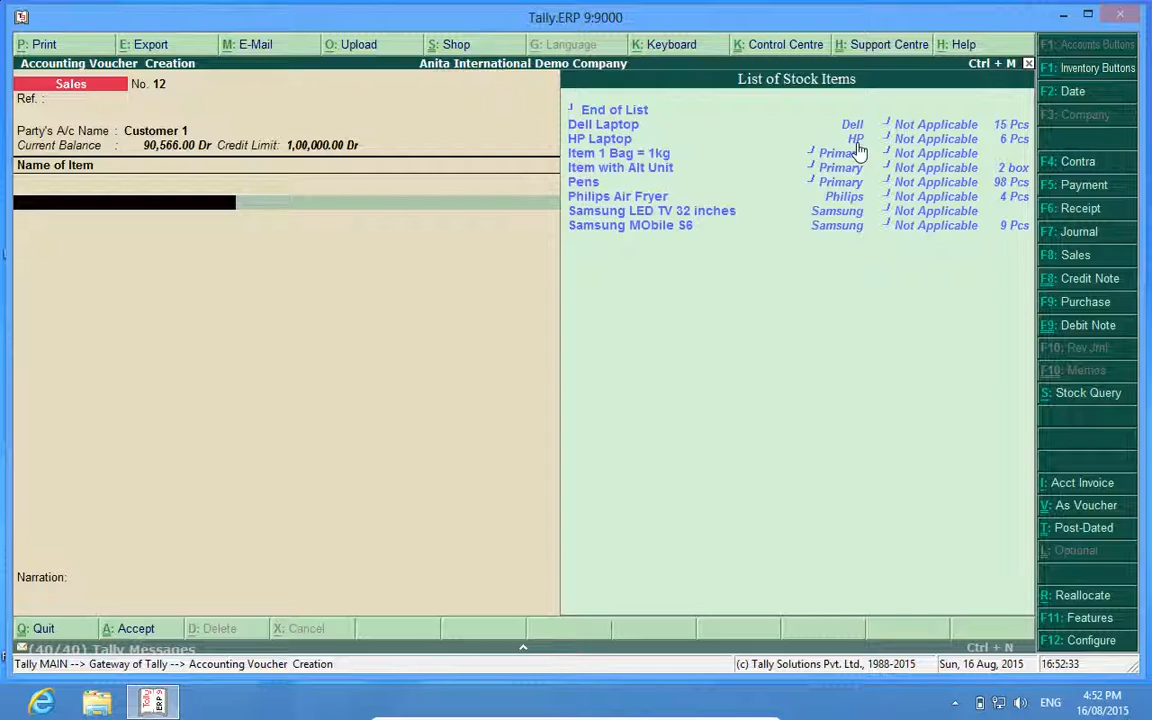 Tally.ERP 9:9000
P: Print E: Export M: E-Mail O: Upload S: Shop G: Language K: Keyboard K: Control Centre H: Support Centre H: Help
F1: Accounts Buttons
Accounting Voucher Creation Anita International Demo Company Ctrl + M
F1: Inventory Buttons
Sales No. 12
Ref. :
Party's A/c Name : Customer 1
Current Balance : 90,566.00 Dr Credit Limit: 1,00,000.00 Dr
Name of Item
Narration:
List of Stock Items
End of List
Dell Laptop Dell Not Applicable 15 Pcs
HP Laptop HP Not Applicable 6 Pcs
Item 1 Bag = 1kg Primary Not Applicable
Item with Alt Unit Primary Not Applicable 2 box
Pens Primary Not Applicable 98 Pcs
Philips Air Fryer Philips Not Applicable 4 Pcs
Samsung LED TV 32 inches Samsung Not Applicable
Samsung MObile S6 Samsung Not Applicable 9 Pcs
F2: Date
F3: Company
F4: Contra
F5: Payment
F6: Receipt
F7: Journal
F8: Sales
F8: Credit Note
F9: Purchase
F9: Debit Note
F10: Rev Jrnl
F10: Memos
S: Stock Query
I: Acct Invoice
V: As Voucher
T: Post-Dated
L: Optional
R: Reallocate
F11: Features
F12: Configure
Q: Quit A: Accept D: Delete X: Cancel
(40/40) Tally Messages Ctrl + N
Tally MAIN --> Gateway of Tally --> Accounting Voucher Creation (c) Tally Solutions Pvt. Ltd., 1988-2015 Sun, 16 Aug, 2015 16:52:33
ENG 4:52 PM
16/08/2015